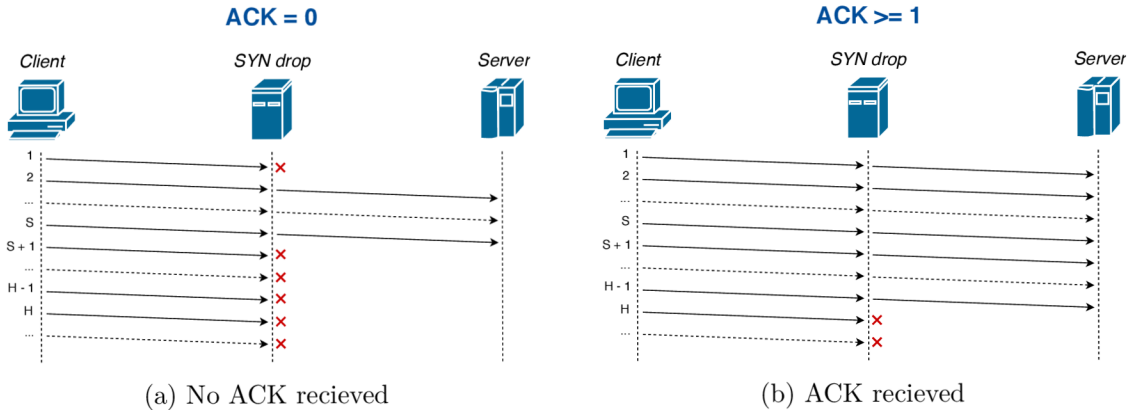 ACK = 0
Client
SYN drop
Server
1
2
...
S
S + 1
...
H - 1
H
...
(a) No ACK recieved
ACK >= 1
Client
SYN drop
Server
1
2
...
S
S + 1
...
H - 1
H
...
(b) ACK recieved